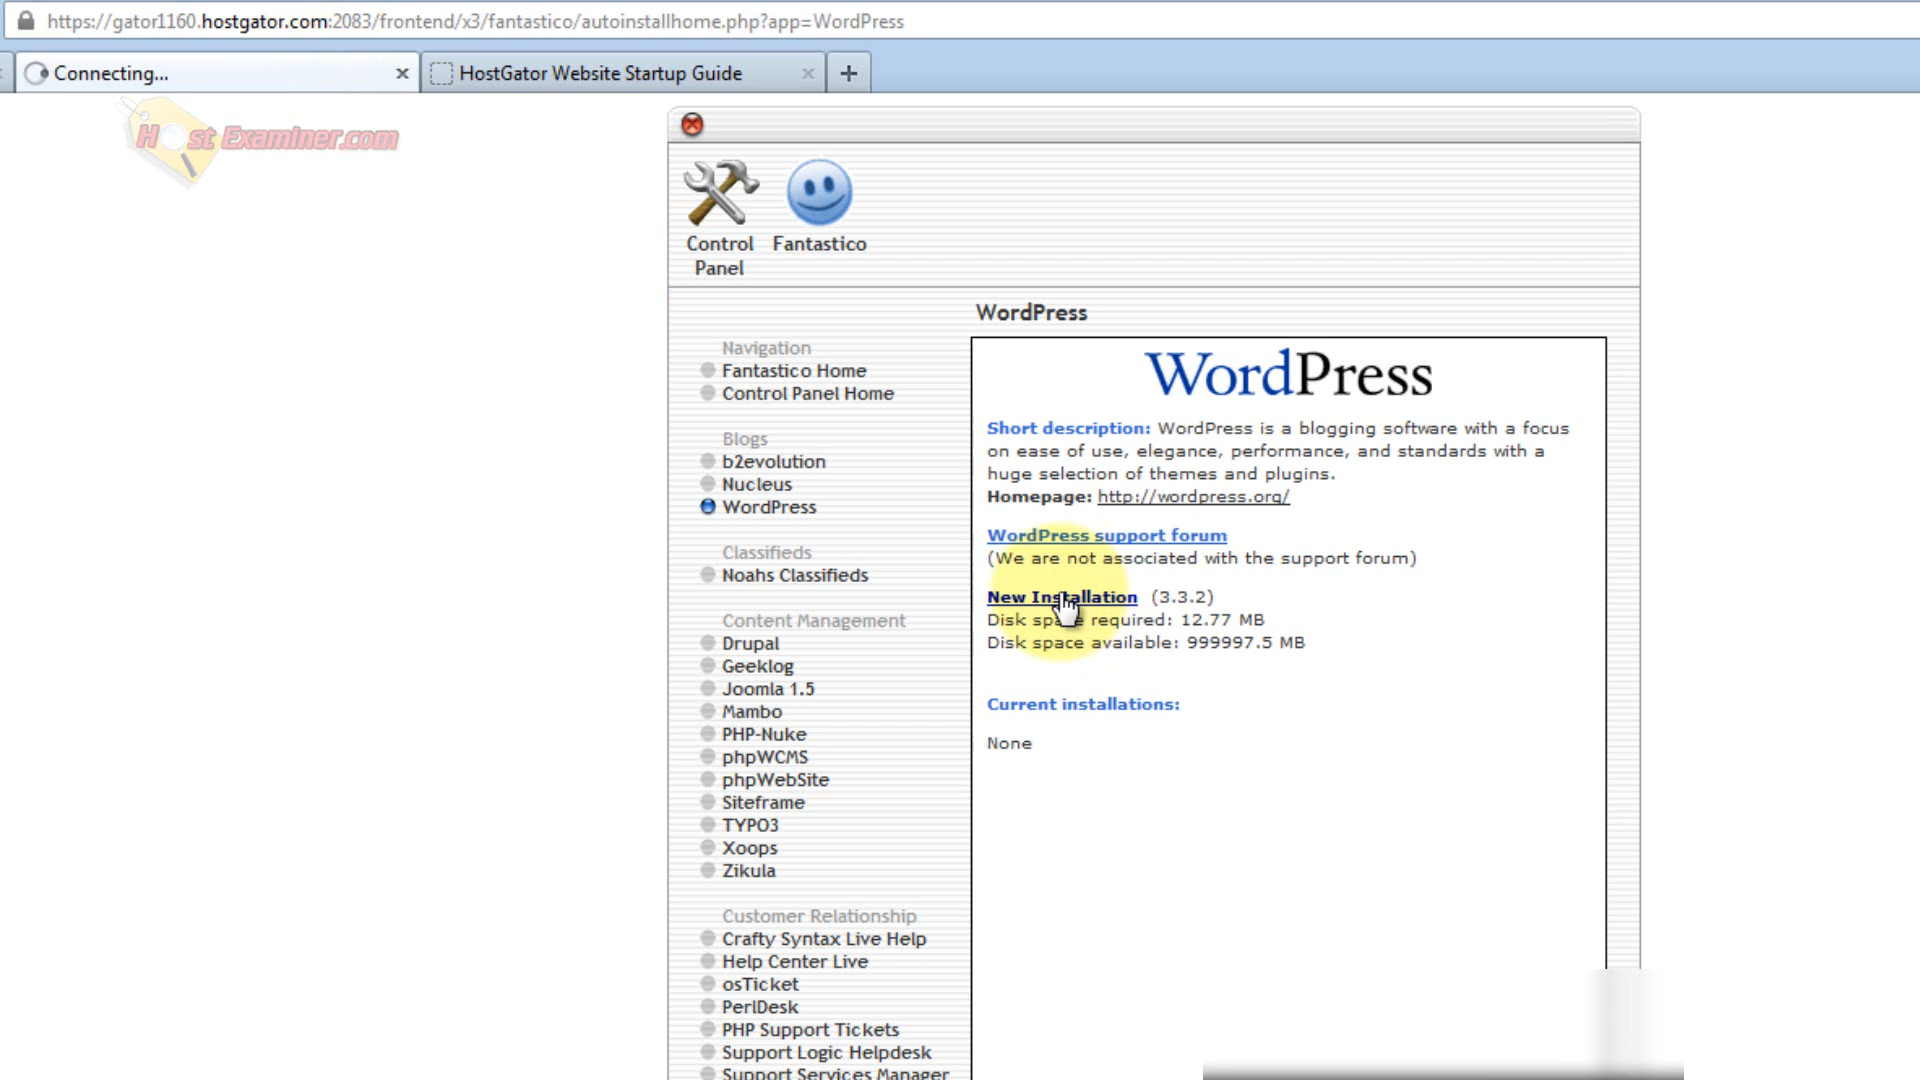 https://gator1160.hostgator.com:2083/frontend/x3/fantastico/autoinstallhome.php?app=WordPress
Connecting...
HostGator Website Startup Guide
Host Examiner.com
Control Panel
Fantastico
WordPress
Navigation
Fantastico Home
Control Panel Home
Blogs
b2evolution
Nucleus
WordPress
Classifieds
Noahs Classifieds
Content Management
Drupal
Geeklog
Joomla 1.5
Mambo
PHP-Nuke
phpWCMS
phpWebSite
Siteframe
TYPO3
Xoops
Zikula
Customer Relationship
Crafty Syntax Live Help
Help Center Live
osTicket
PerlDesk
PHP Support Tickets
Support Logic Helpdesk
Support Services Manager
WordPress
Short description: WordPress is a blogging software with a focus
on ease of use, elegance, performance, and standards with a
huge selection of themes and plugins.
Homepage: http://wordpress.org/
WordPress support forum
(We are not associated with the support forum)
New Installation (3.3.2)
Disk space required: 12.77 MB
Disk space available: 999997.5 MB
Current installations:
None